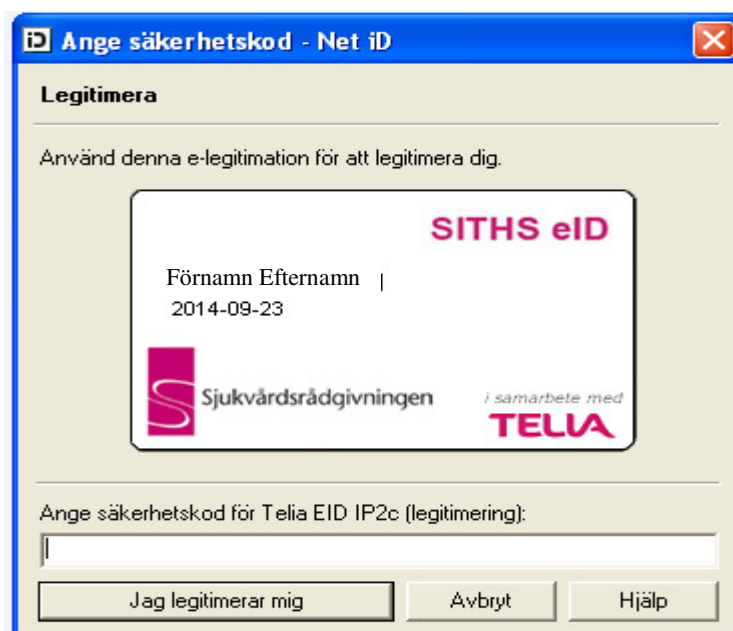 iD Ange säkerhetskod - Net iD
Legitimera
Använd denna e-legitimation för att legitimera dig.
SITHS eID
Förnamn Efternamn
2014-09-23
Sjukvårdsrådgivningen
i samarbete med
TELIA
Ange säkerhetskod för Telia EID IP2c (legitimering):
Jag legitimerar mig Avbryt Hjälp